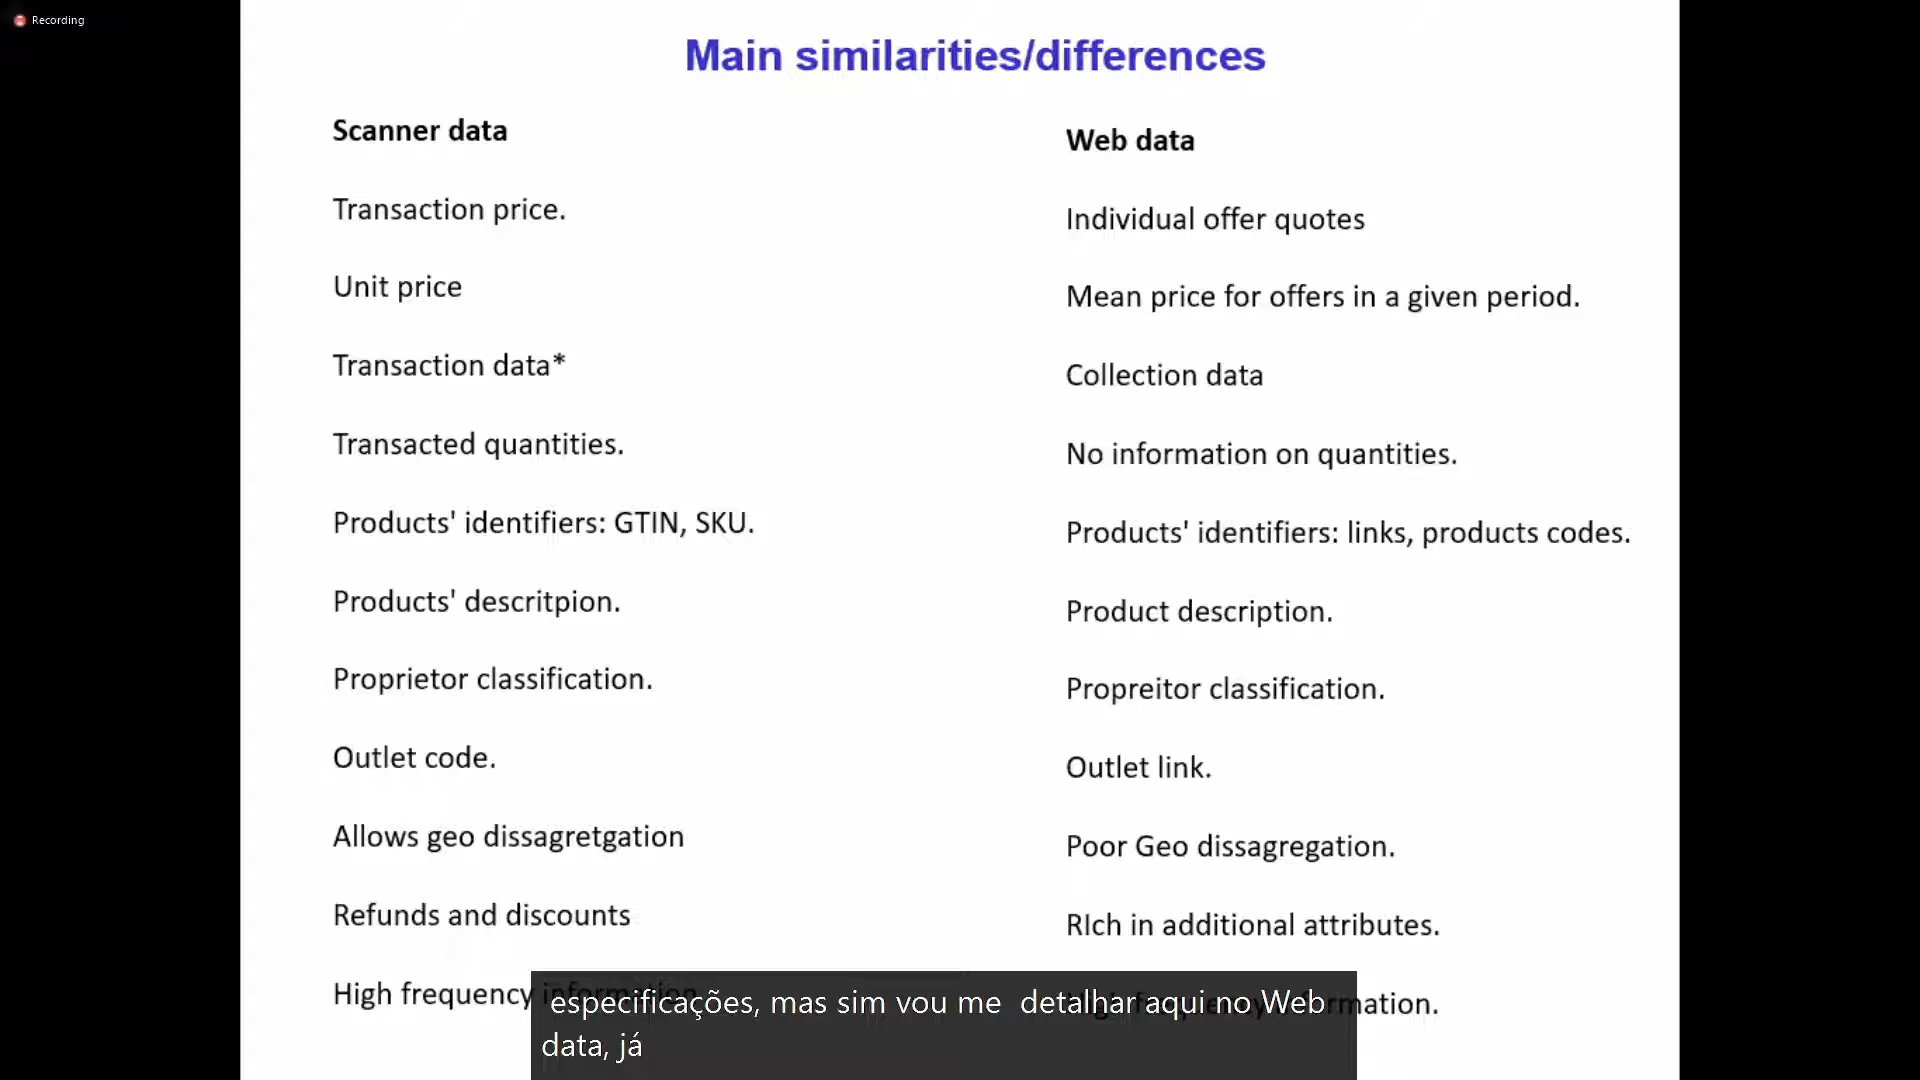 Recording
Main similarities/differences
Scanner data
Transaction price.
Unit price
Transaction data*
Transacted quantities.
Products' identifiers: GTIN, SKU.
Products' descritpion.
Proprietor classification.
Outlet code.
Allows geo dissagretgation
Refunds and discounts
High frequency information
Web data
Individual offer quotes
Mean price for offers in a given period.
Collection data
No information on quantities.
Products' identifiers: links, products codes.
Product description.
Propreitor classification.
Outlet link.
Poor Geo dissagregation.
RIch in additional attributes.
High frequency information.
especificações, mas sim vou me detalhar aqui no Web
data, já